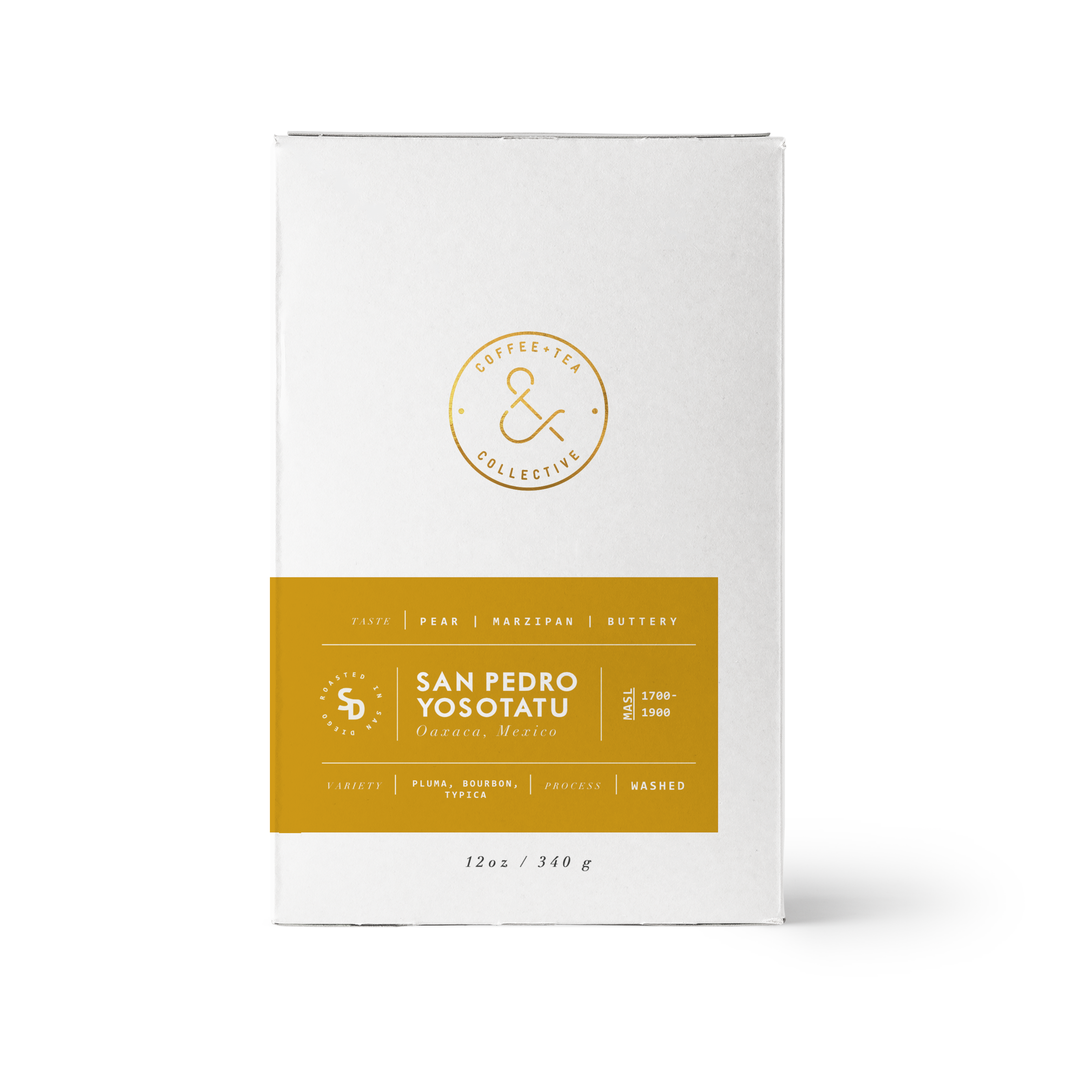 COFFEE+TEA
&
COLLECTIVE
TASTE | PEAR | MARZIPAN | BUTTERY
ROASTED IN SAN DIEGO
SD
SAN PEDRO
YOSOTATU
Oaxaca, Mexico
MASL
1700-
1900
VARIETY | PLUMA, BOURBON,
TYPICA
PROCESS | WASHED
12oz / 340 g